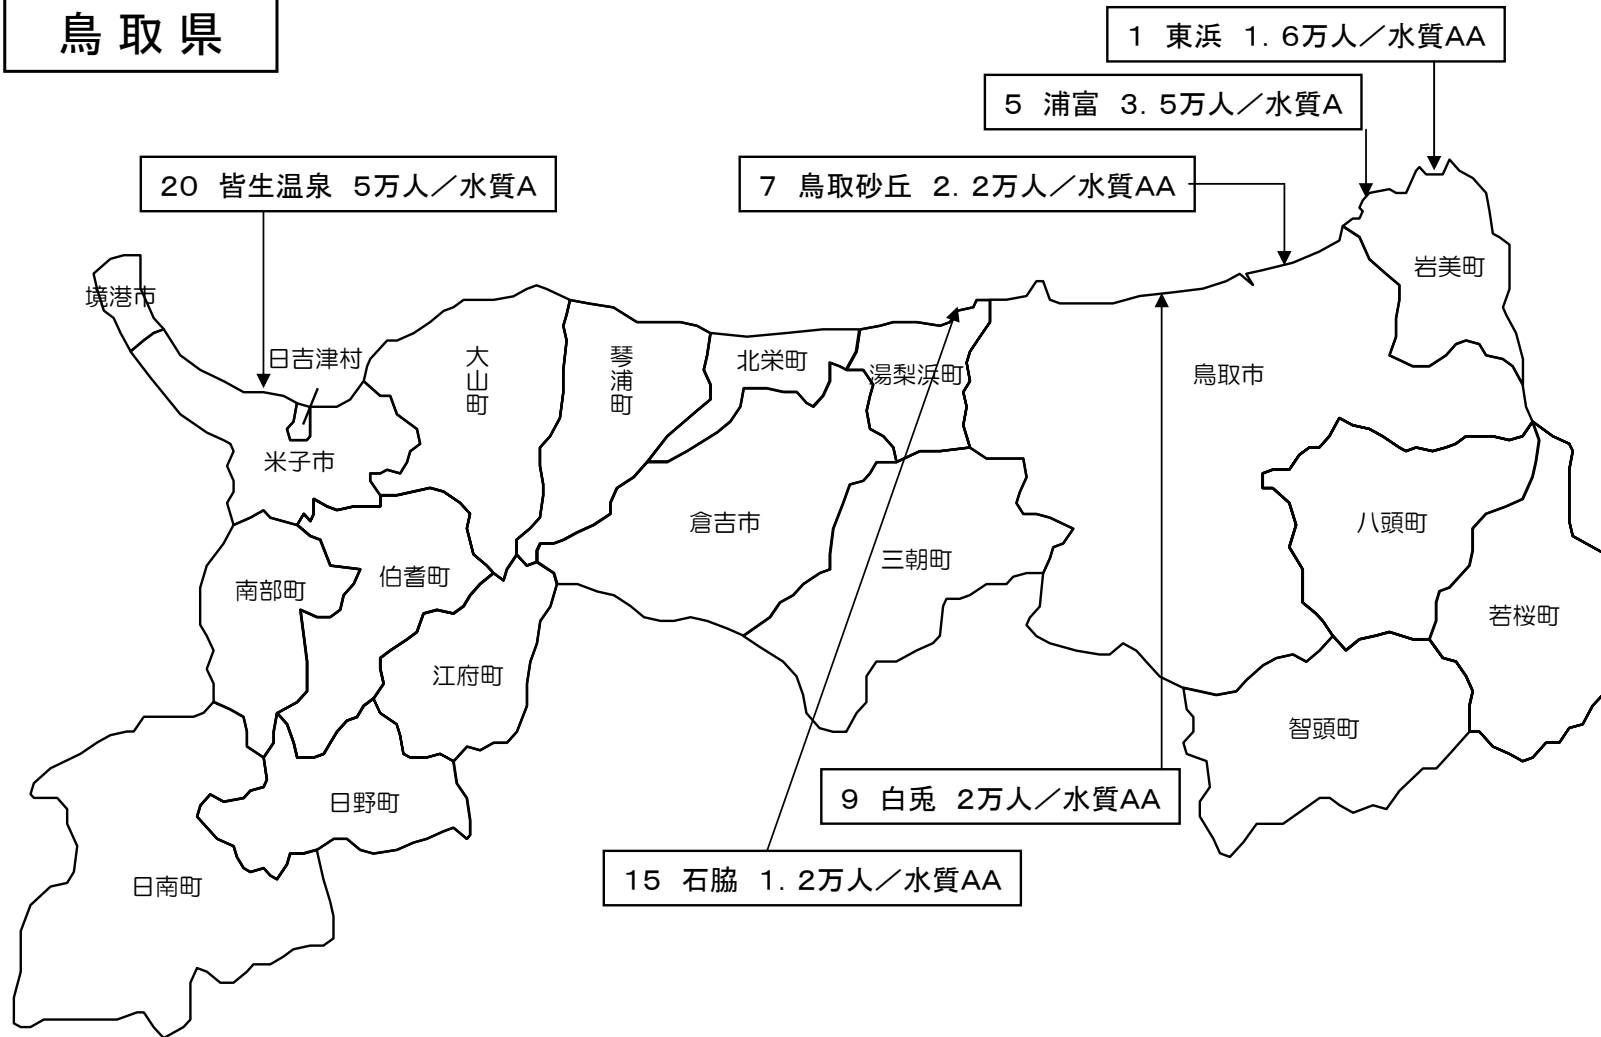 鳥取県
1 東浜 1.6万人／水質AA
5 浦富 3.5万人／水質A
20 皆生温泉 5万人／水質A
7 鳥取砂丘 2.2万人／水質AA
岩美町
境港市
日吉津村
大山町
琴浦町
北栄町
湯梨浜町
鳥取市
米子市
倉吉市
八頭町
三朝町
伯耆町
南部町
若桜町
江府町
智頭町
日野町
9 白兎 2万人／水質AA
15 石脇 1.2万人／水質AA
日南町